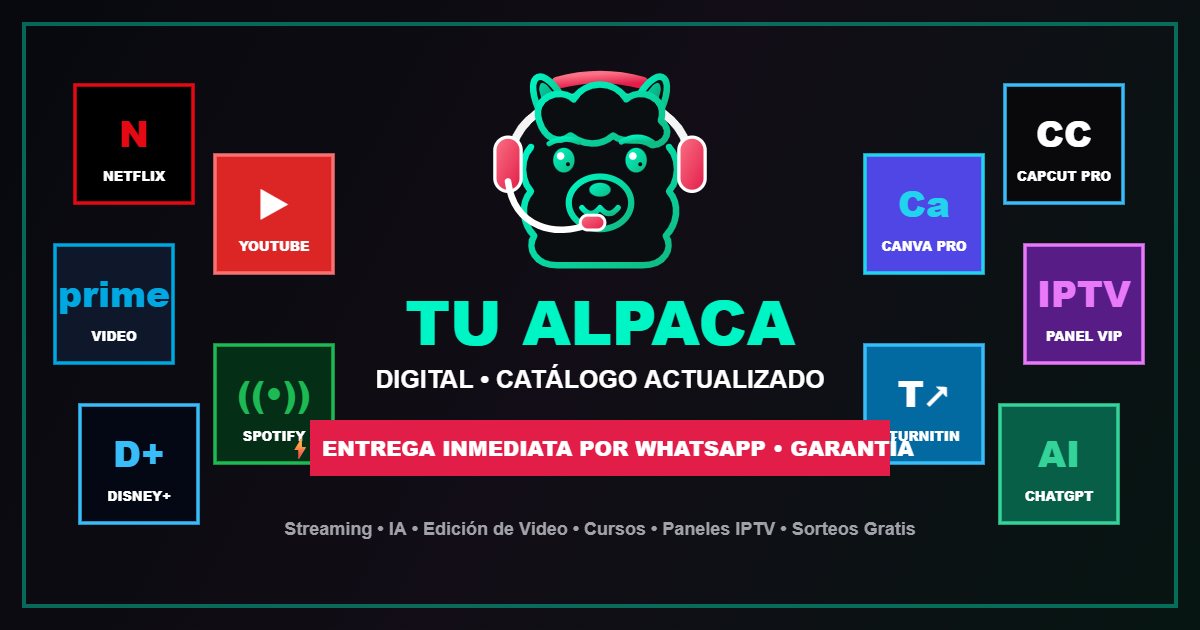 N
NETFLIX
YOUTUBE
prime
VIDEO
((•))
SPOTIFY
D+
DISNEY+
TU ALPACA
DIGITAL • CATÁLOGO ACTUALIZADO
⚡ ENTREGA INMEDIATA POR WHATSAPP • GARANTÍA
Streaming • IA • Edición de Video • Cursos • Paneles IPTV • Sorteos Gratis
CC
CAPCUT PRO
Ca
CANVA PRO
IPTV
PANEL VIP
T↗
TURNITIN
AI
CHATGPT